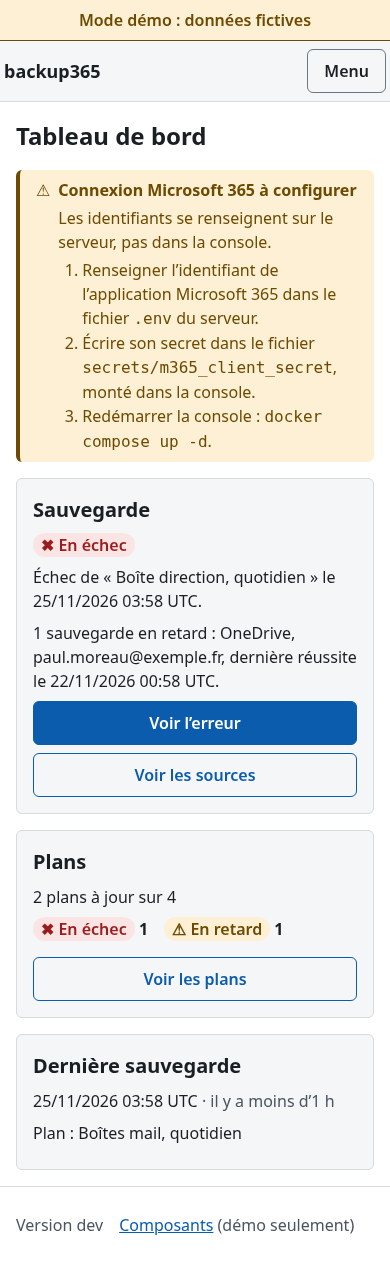 Mode démo : données fictives
backup365
Menu
Tableau de bord
⚠ Connexion Microsoft 365 à configurer
Les identifiants se renseignent sur le
serveur, pas dans la console.
1. Renseigner l’identifiant de
l’application Microsoft 365 dans le
fichier .env du serveur.
2. Écrire son secret dans le fichier
secrets/m365_client_secret,
monté dans la console.
3. Redémarrer la console : docker
compose up -d.
Sauvegarde
✖ En échec
Échec de « Boîte direction, quotidien » le
25/11/2026 03:58 UTC.
1 sauvegarde en retard : OneDrive,
paul.moreau@exemple.fr, dernière réussite
le 22/11/2026 00:58 UTC.
Voir l’erreur
Voir les sources
Plans
2 plans à jour sur 4
✖ En échec 1 ⚠ En retard 1
Voir les plans
Dernière sauvegarde
25/11/2026 03:58 UTC · il y a moins d’1 h
Plan : Boîtes mail, quotidien
Version dev Composants (démo seulement)